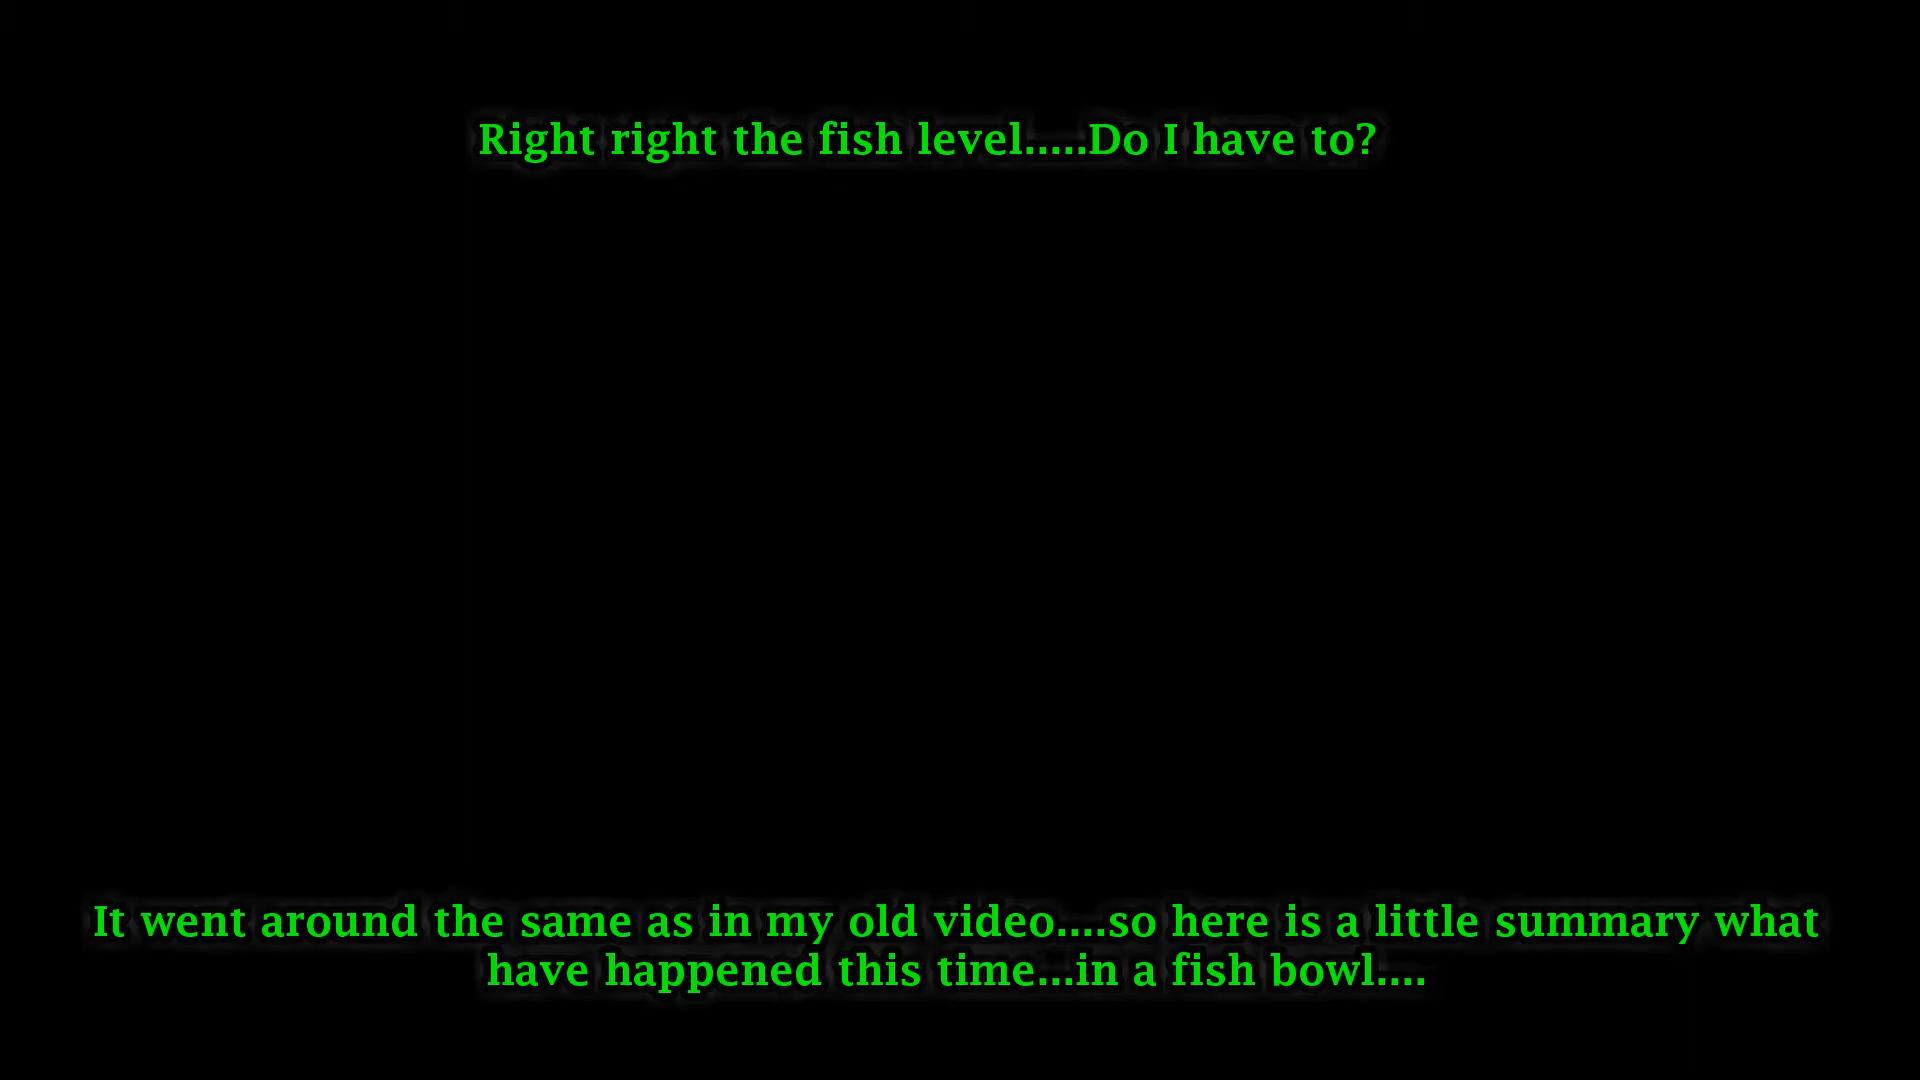 Right right the fish level.....Do I have to?
It went around the same as in my old video....so here is a little summary what
have happened this time...in a fish bowl....